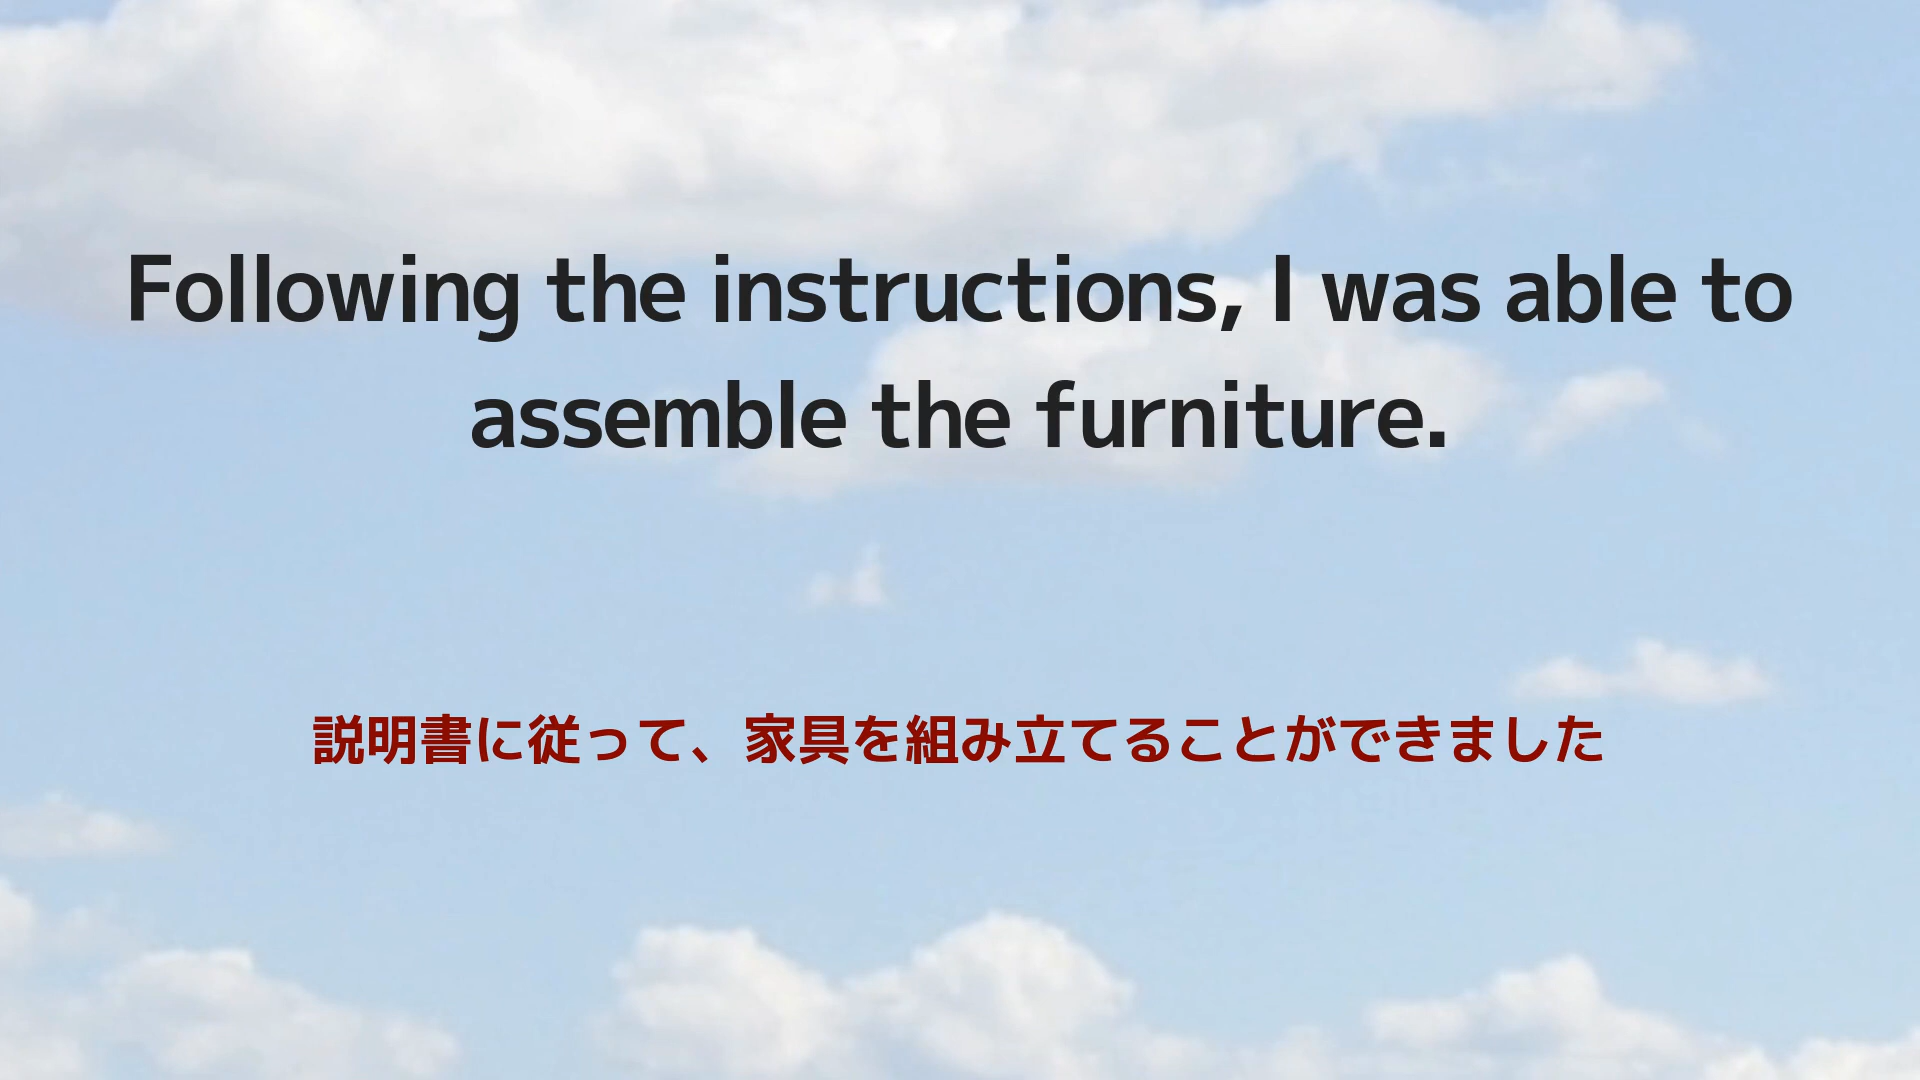 Following the instructions, I was able to
assemble the furniture.
説明書に従って、家具を組み立てることができました